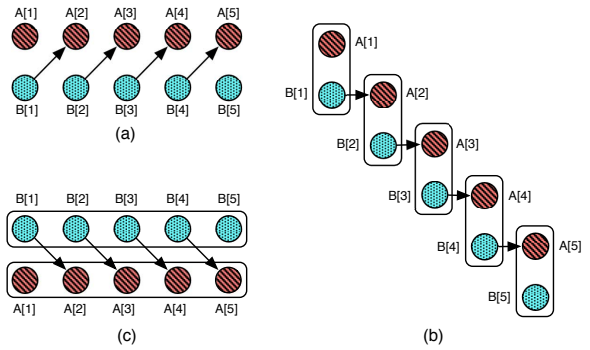 A[1] A[2] A[3] A[4] A[5]
B[1] B[2] B[3] B[4] B[5]
(a)
B[1] B[2] B[3] B[4] B[5]
A[1] A[2] A[3] A[4] A[5]
(c)
A[1]
B[1] A[2]
B[2] A[3]
B[3] A[4]
B[4] A[5]
B[5]
(b)